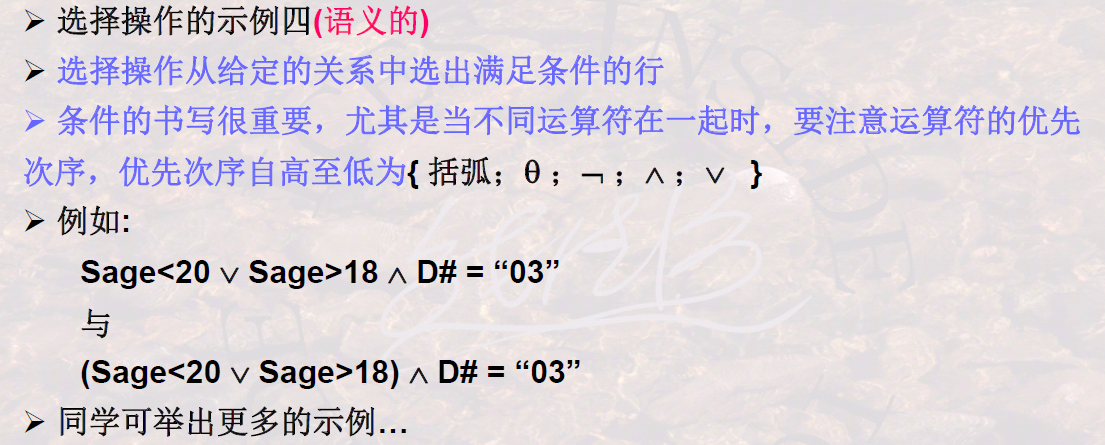 ➢ 选择操作的示例四(语义的)
➢ 选择操作从给定的关系中选出满足条件的行
➢ 条件的书写很重要，尤其是当不同运算符在一起时，要注意运算符的优先
次序，优先次序自高至低为{ 括弧；θ；¬；∧；∨ }
➢ 例如:
Sage<20 ∨ Sage>18 ∧ D# = “03”
与
(Sage<20 ∨ Sage>18) ∧ D# = “03”
➢ 同学可举出更多的示例…